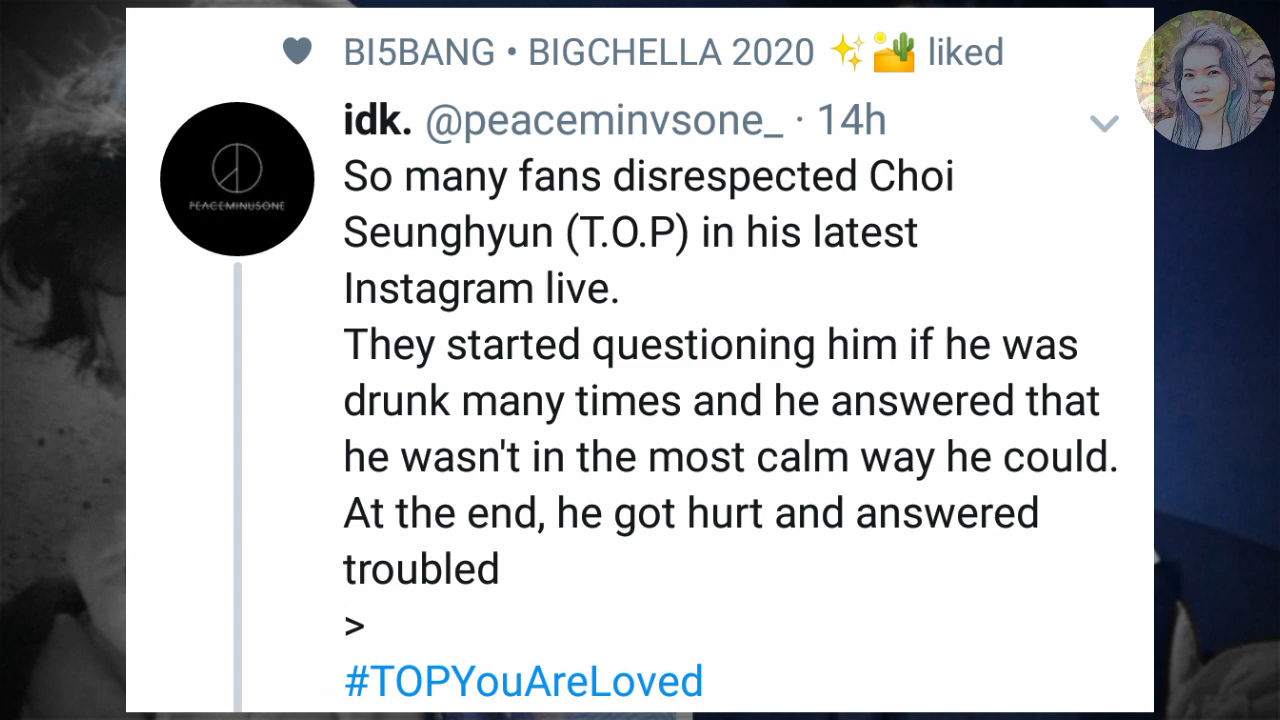 BI5BANG • BIGCHELLA 2020 ✨🏜️ liked
idk. @peaceminvsone_ · 14h
PEACEMINUSONE
So many fans disrespected Choi
Seunghyun (T.O.P) in his latest
Instagram live.
They started questioning him if he was
drunk many times and he answered that
he wasn't in the most calm way he could.
At the end, he got hurt and answered
troubled
>
#TOPYouAreLoved